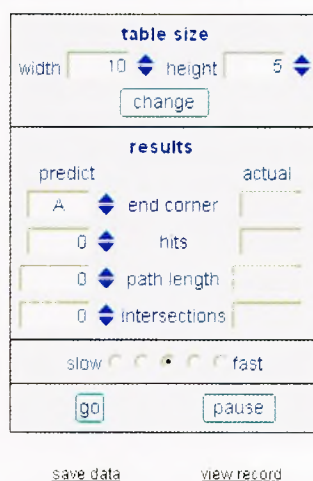 table size
width 10 height 5
change
results
predict actual
A end corner
0 hits
0 path length
0 intersections
slow fast
go pause
save data view record